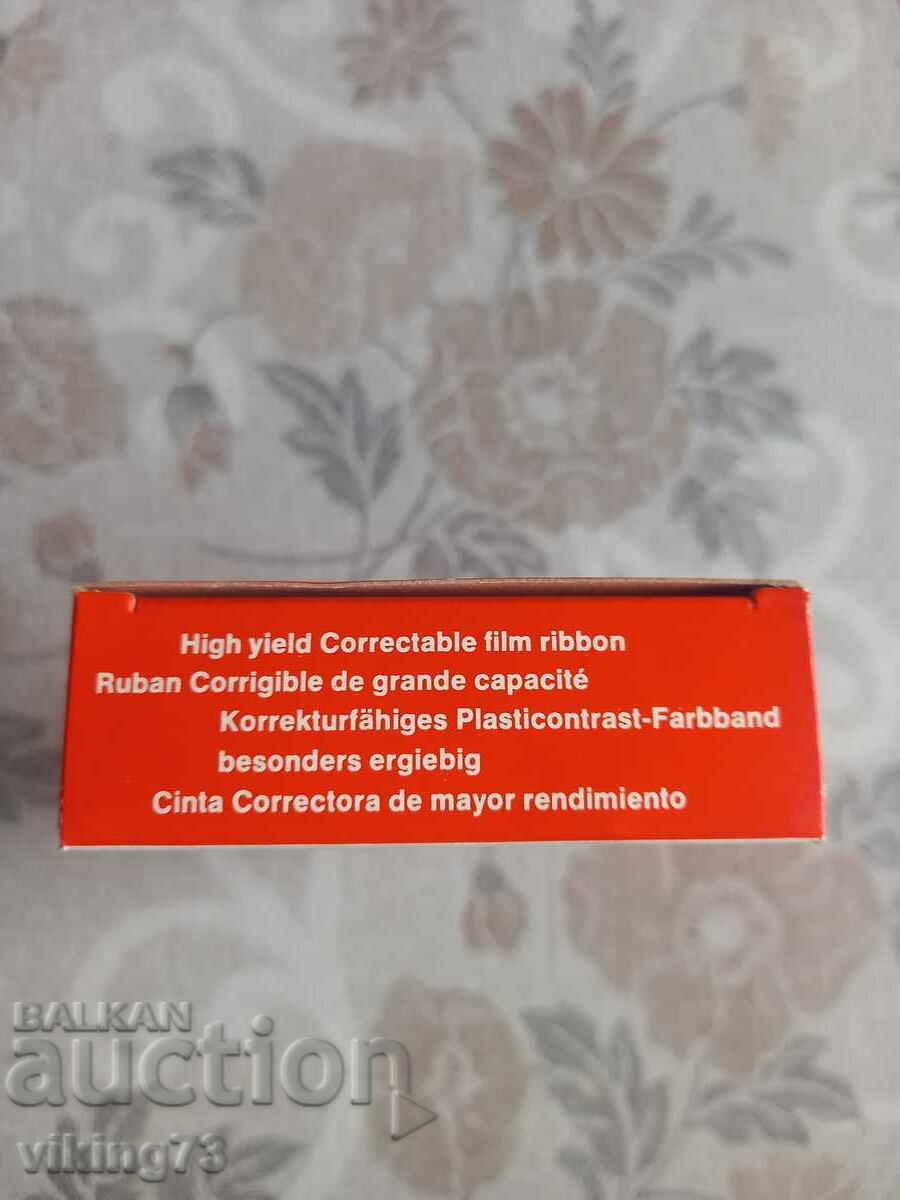 High yield Correctable film ribbon
Ruban Corrigible de grande capacité
Korrekturfähiges Plasticontrast-Farbband
besonders ergiebig
Cinta Correctora de mayor rendimiento
BALKAN
auction
viking73